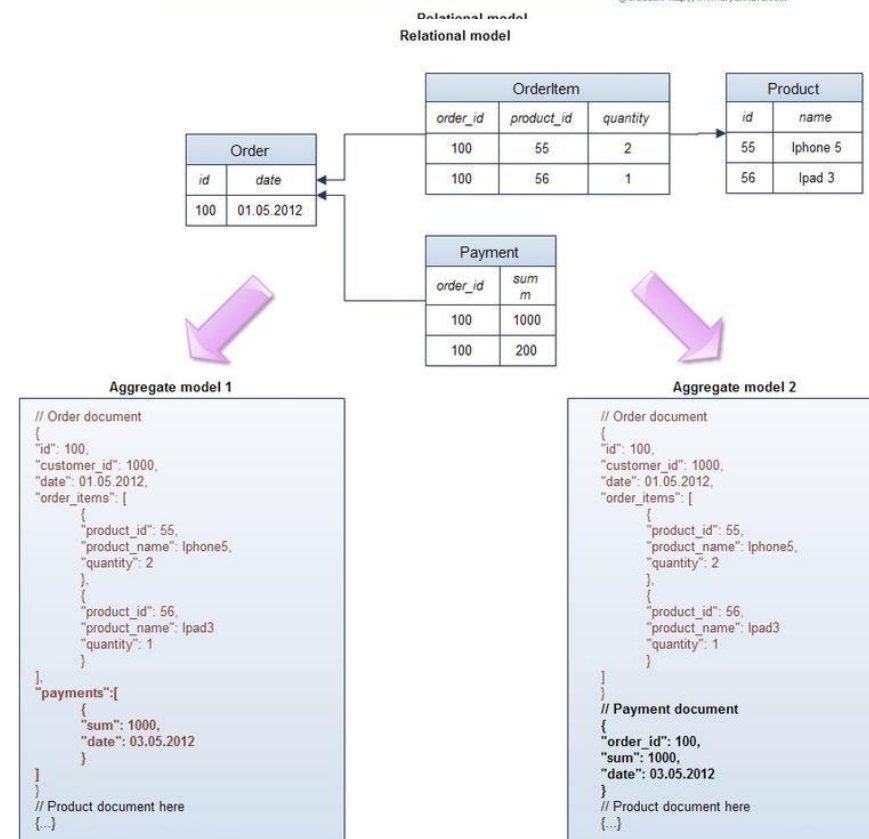 Relational model
Relational model
OrderItem
order_id product_id quantity
100 55 2
100 56 1
Product
id name
55 Iphone 5
56 Ipad 3
Order
id date
100 01.05.2012
Payment
order_id summ
100 1000
100 200
Aggregate model 1
// Order document
{
"id": 100,
"customer_id": 1000,
"date": 01.05.2012,
"order_items": [
{
"product_id": 55,
"product_name": Iphone5,
"quantity": 2
},
{
"product_id": 56,
"product_name": Ipad3
"quantity": 1
}
],
"payments":[
{
"sum": 1000,
"date": 03.05.2012
}
]
}
// Product document here
{...}
Aggregate model 2
// Order document
{
"id": 100,
"customer_id": 1000,
"date": 01.05.2012,
"order_items": [
{
"product_id": 55,
"product_name": Iphone5,
"quantity": 2
},
{
"product_id": 56,
"product_name": Ipad3
"quantity": 1
}
]
}
// Payment document
{
"order_id": 100,
"sum": 1000,
"date": 03.05.2012
}
// Product document here
{...}